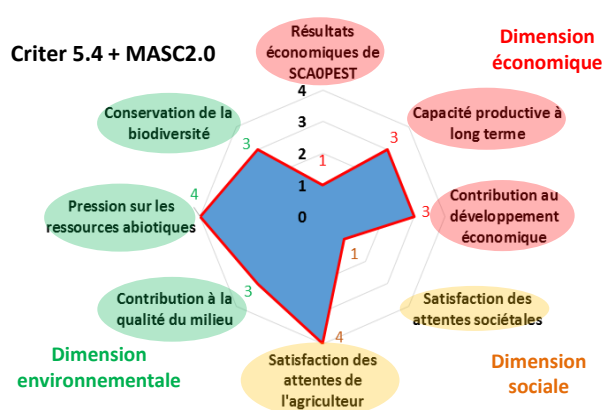 Criter 5.4 + MASC2.0
Résultats
économiques de
SCA0PEST
Dimension
économique
4
3
2
1
0
Conservation de la
biodiversité
Capacité productive à
long terme
3
1
3
4
Pression sur les
ressources abiotiques
3
Contribution au
développement
économique
1
Contribution à la
qualité du milieu
3
Satisfaction des
attentes sociétales
4
Dimension
environnementale
Satisfaction des
attentes de
l'agriculteur
Dimension
sociale